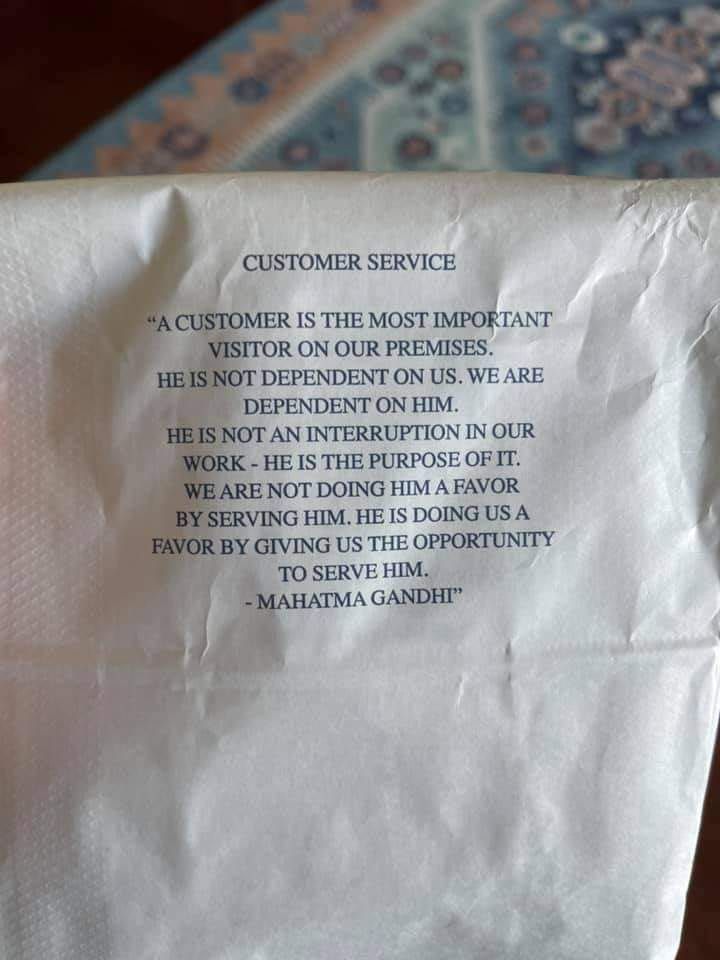 CUSTOMER SERVICE
“A CUSTOMER IS THE MOST IMPORTANT
VISITOR ON OUR PREMISES.
HE IS NOT DEPENDENT ON US. WE ARE
DEPENDENT ON HIM.
HE IS NOT AN INTERRUPTION IN OUR
WORK - HE IS THE PURPOSE OF IT.
WE ARE NOT DOING HIM A FAVOR
BY SERVING HIM. HE IS DOING US A
FAVOR BY GIVING US THE OPPORTUNITY
TO SERVE HIM.
- MAHATMA GANDHI”